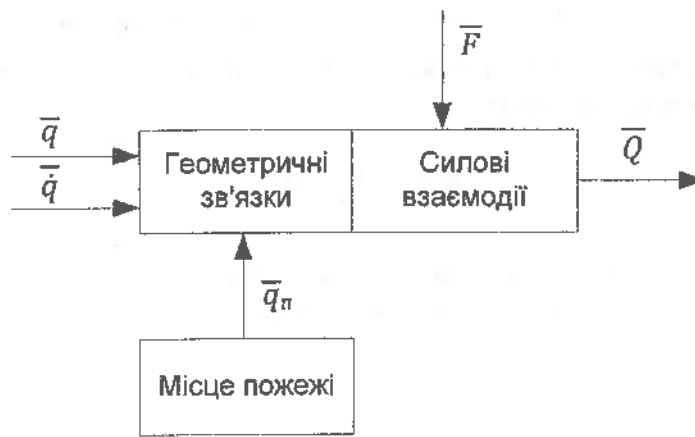 F̅
q̅
Геометричні
зв'язки
Силові
взаємодії
Q̅
q̅̇
q̅п
Місце пожежі